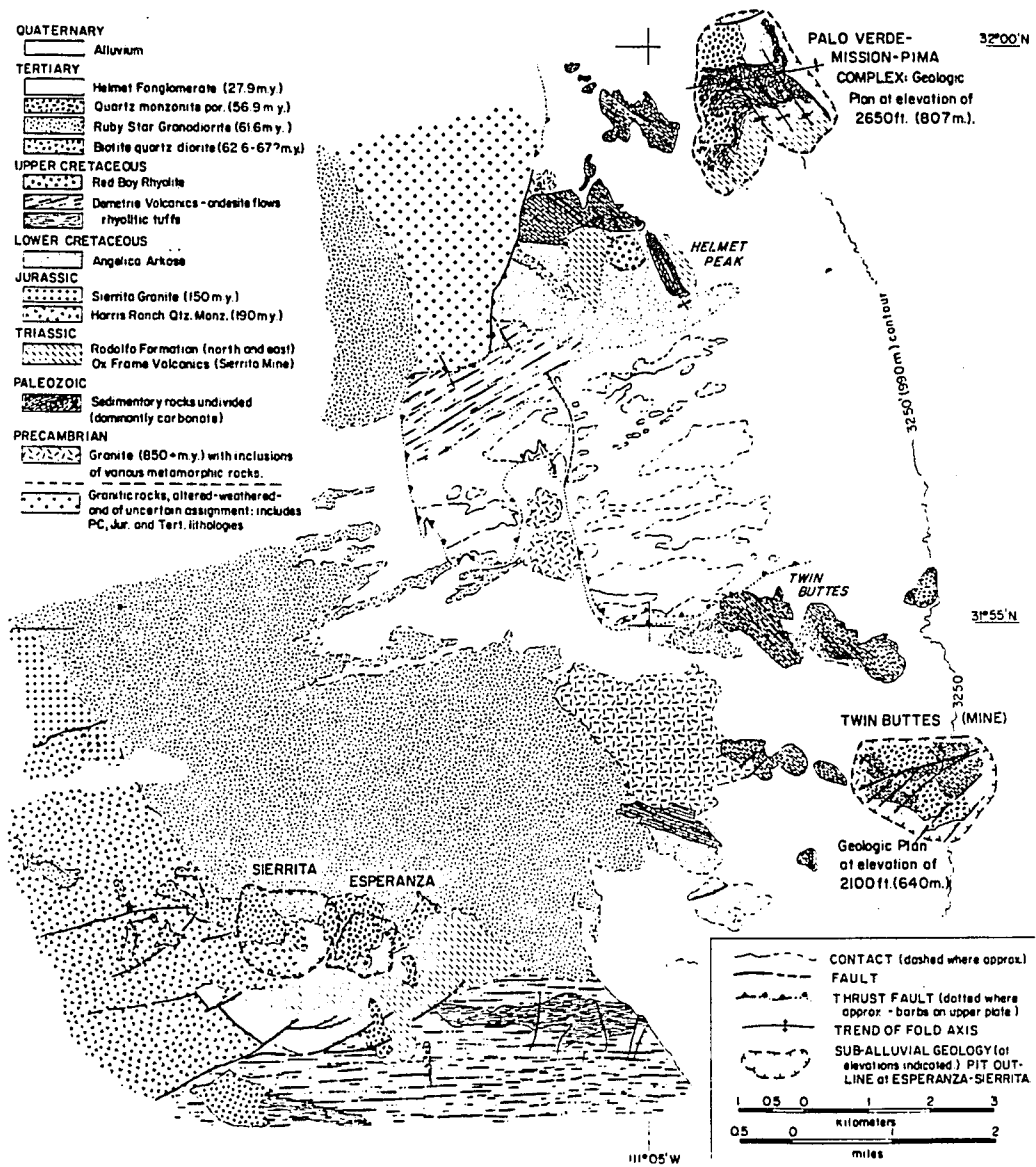 QUATERNARY
Alluvium
TERTIARY
Helmet Fanglomerate (27.9 m.y.)
Quartz monzonite por. (56.9 m y.)
Ruby Star Granodiorite (61.6 m y.)
Biotite quartz diorite (62 6-67? m.y.)
UPPER CRETACEOUS
Red Boy Rhyolite
Demetrie Volcanics - andesite flows
rhyolitic tuffs
LOWER CRETACEOUS
Angelica Arkose
JURASSIC
Sierrita Granite (150 m y.)
Harris Ranch Qtz. Monz. (190 m y.)
TRIASSIC
Rodolfo Formation (north and east)
Ox Frame Volcanics (Sierrita Mine)
PALEOZOIC
Sedimentary rocks undivided
(dominantly carbonate)
PRECAMBRIAN
Granite (850+ m.y.) with inclusions
of various metamorphic rocks.
Granitic rocks, altered-weathered-
and of uncertain assignment: includes
PC, Jur. and Tert. lithologies
PALO VERDE-
MISSION-PIMA
COMPLEX: Geologic
Plan at elevation of
2650 ft. (807 m.).
32°00'N
HELMET
PEAK
3250 (990 m) contour
TWIN
BUTTES
31°55'N
3250
TWIN BUTTES (MINE)
Geologic Plan
at elevation of
2100 ft. (640 m.)
SIERRITA
ESPERANZA
CONTACT (dashed where approx.)
FAULT
THRUST FAULT (dotted where
approx - barbs on upper plate)
TREND OF FOLD AXIS
SUB-ALLUVIAL GEOLOGY (at
elevations indicated.) PIT OUT-
LINE at ESPERANZA-SIERRITA
1 0.5 0 1 2 3
kilometers
0.5 0 1 2
miles
111°05'W